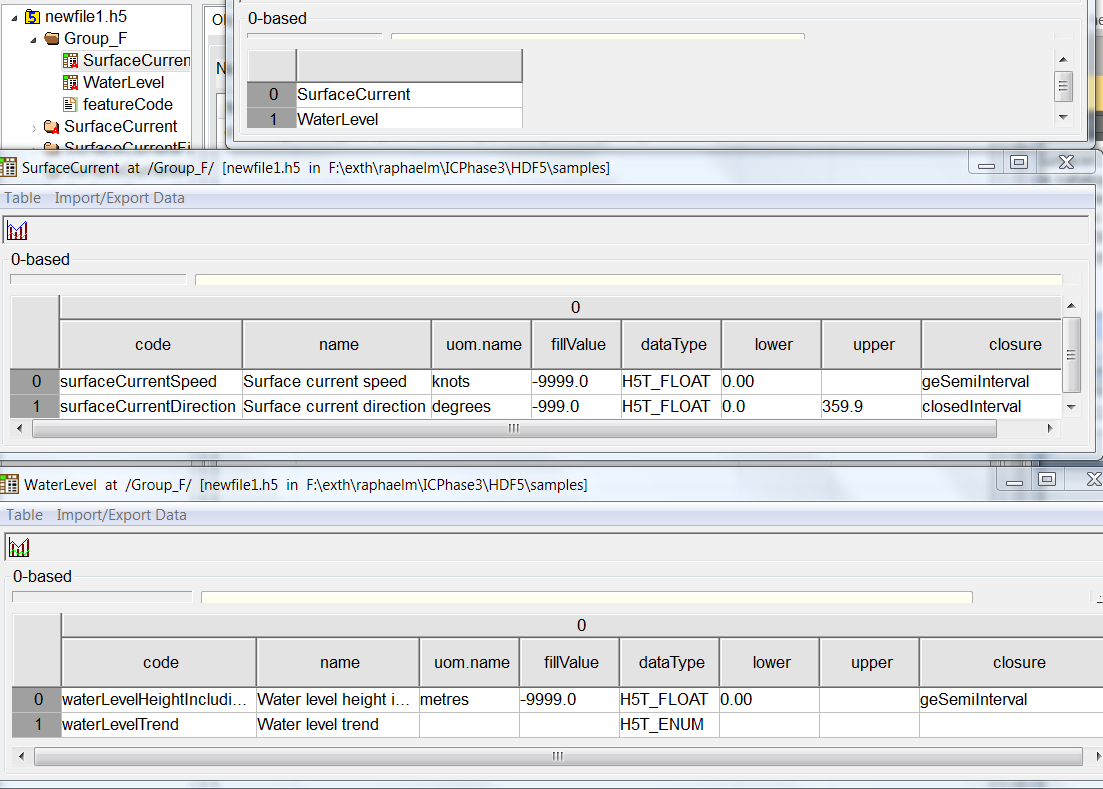 newfile1.h5
Group_F
SurfaceCurren
WaterLevel
featureCode
SurfaceCurrent
SurfaceCurrentFi
0-based
0 SurfaceCurrent
1 WaterLevel
SurfaceCurrent at /Group_F/ [newfile1.h5 in F:\exth\raphaelm\ICPhase3\HDF5\samples]
Table Import/Export Data
0-based
0
code name uom.name fillValue dataType lower upper closure
0 surfaceCurrentSpeed Surface current speed knots -9999.0 H5T_FLOAT 0.00 geSemiInterval
1 surfaceCurrentDirection Surface current direction degrees -999.0 H5T_FLOAT 0.0 359.9 closedInterval
WaterLevel at /Group_F/ [newfile1.h5 in F:\exth\raphaelm\ICPhase3\HDF5\samples]
Table Import/Export Data
0-based
0
code name uom.name fillValue dataType lower upper closure
0 waterLevelHeightIncludi... Water level height i... metres -9999.0 H5T_FLOAT 0.00 geSemiInterval
1 waterLevelTrend Water level trend H5T_ENUM